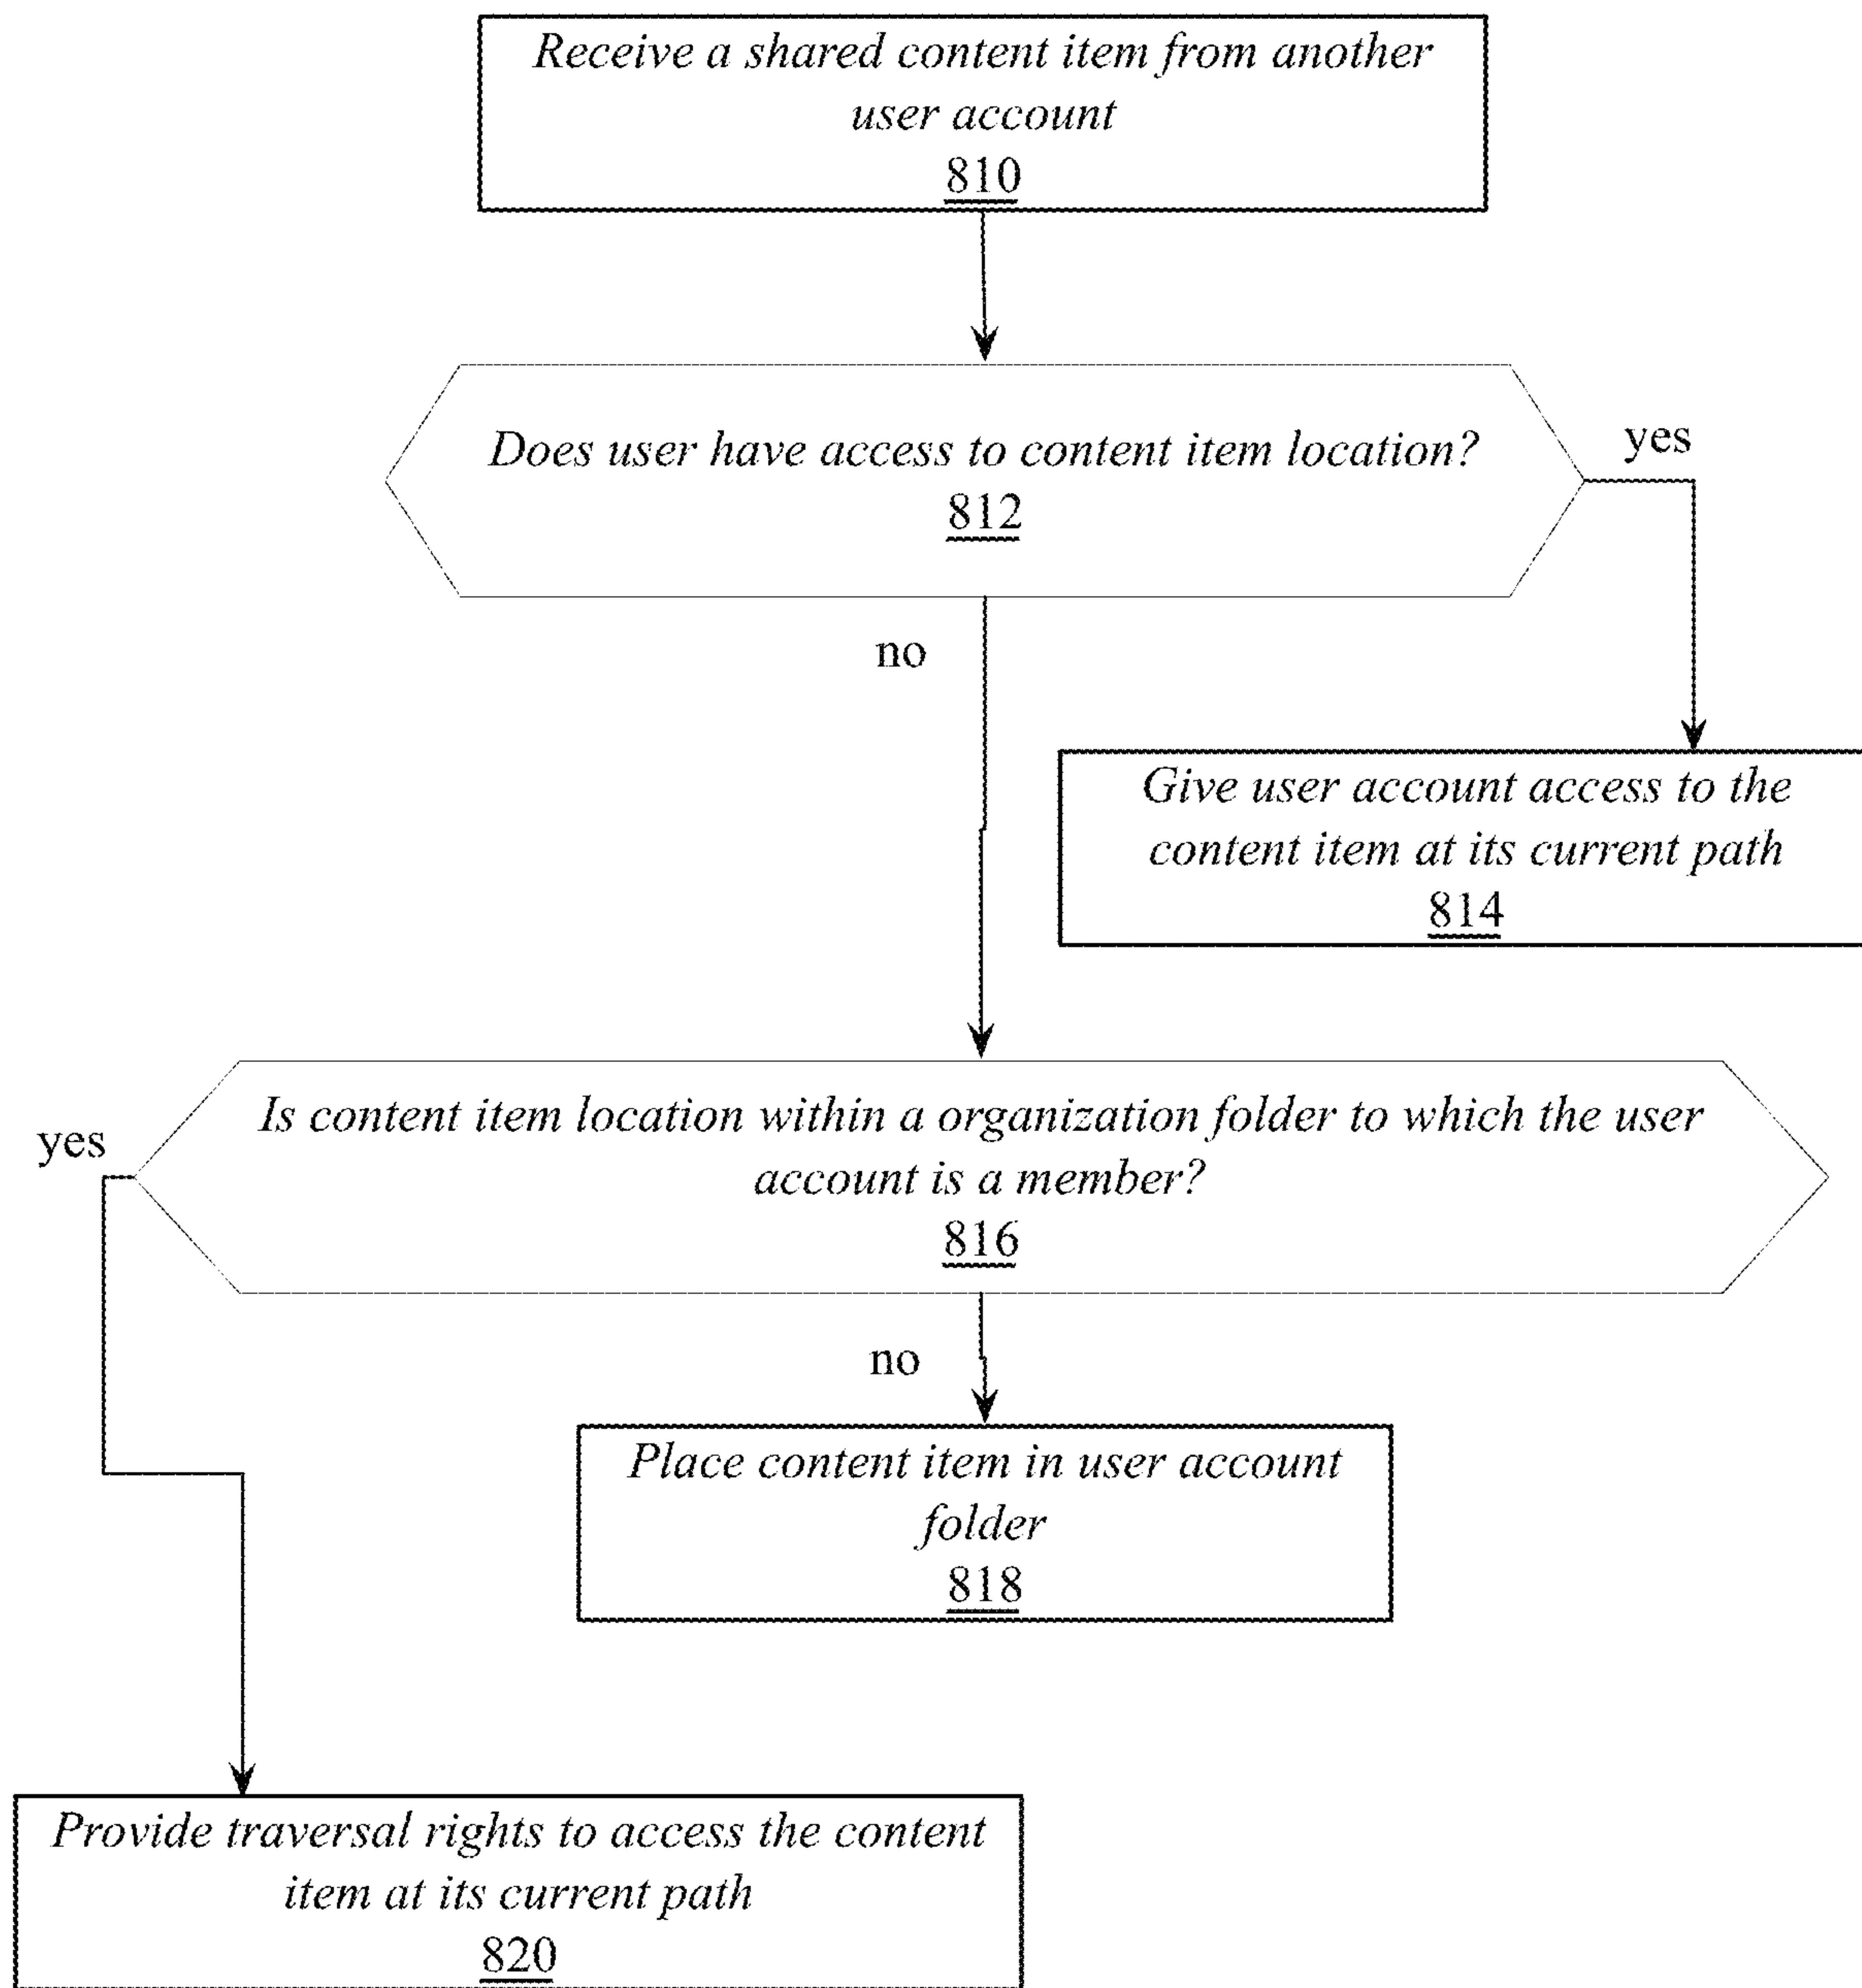 Receive a shared content item from another
user account
810
Does user have access to content item location?
812
yes
no
Give user account access to the
content item at its current path
814
yes
Is content item location within a organization folder to which the user
account is a member?
816
no
Place content item in user account
folder
818
Provide traversal rights to access the content
item at its current path
820